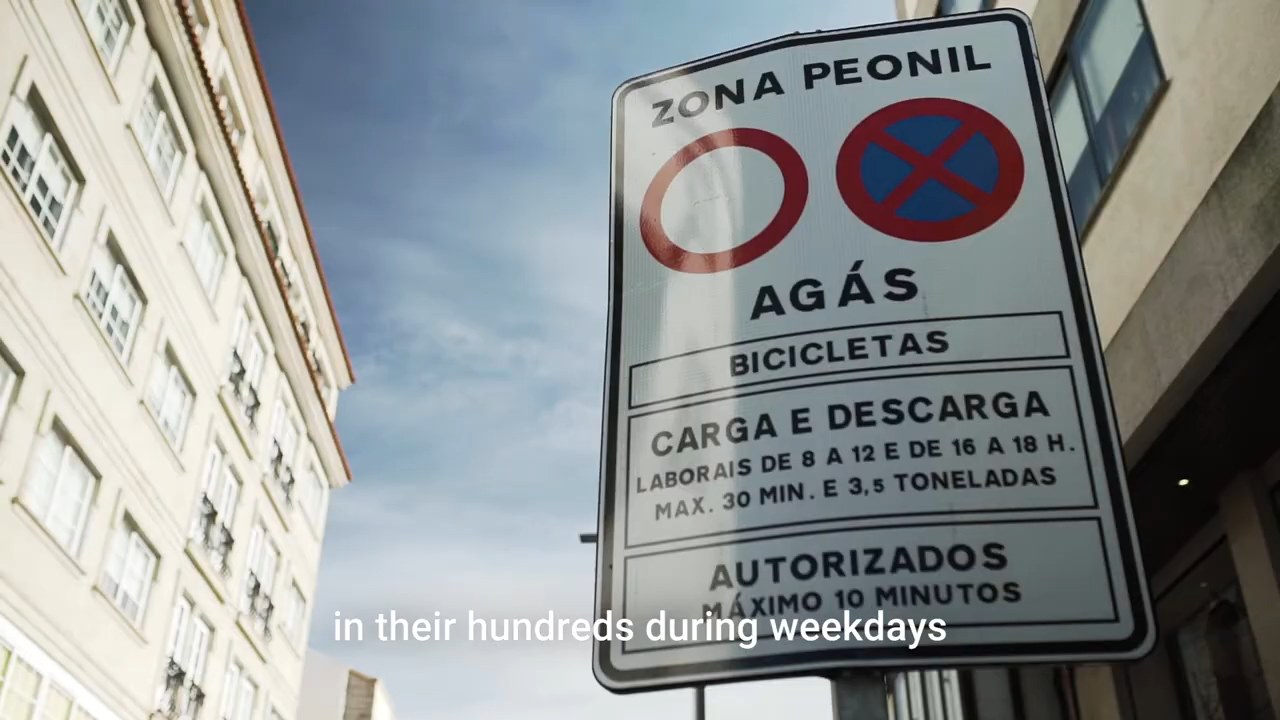 ZONA PEONIL
AGÁS
BICICLETAS
CARGA E DESCARGA
LABORAIS DE 8 A 12 E DE 16 A 18 H.
MAX. 30 MIN. E 3,5 TONELADAS
AUTORIZADOS
MÁXIMO 10 MINUTOS
in their hundreds during weekdays